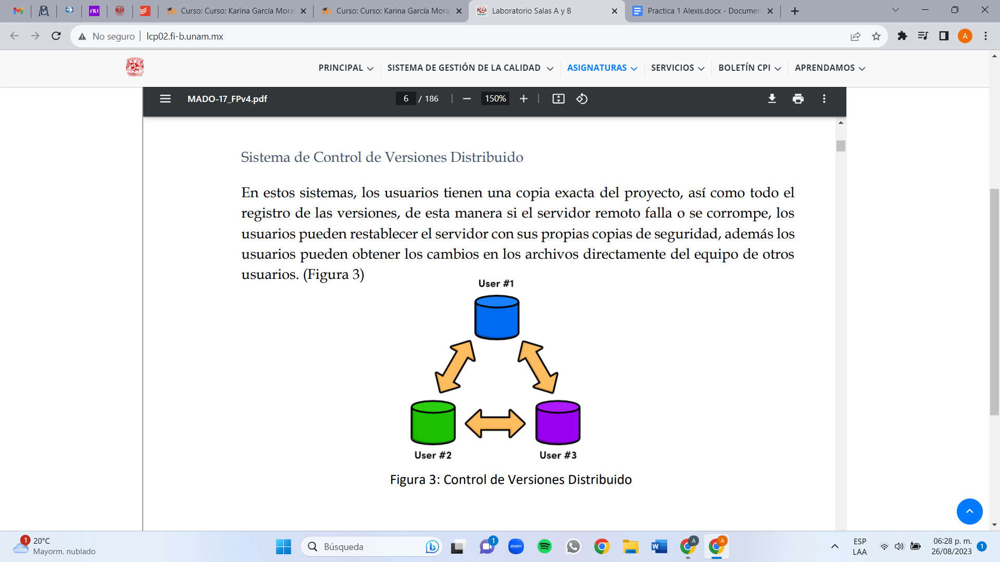 Curso: Curso: Karina García Mora
Curso: Curso: Karina García Mora
Laboratorio Salas A y B
Practica 1 Alexis.docx - Documen
No seguro
lcp02.fi-b.unam.mx
A
PRINCIPAL
SISTEMA DE GESTIÓN DE LA CALIDAD
ASIGNATURAS
SERVICIOS
BOLETÍN CPI
APRENDAMOS
MADO-17_FPv4.pdf
6 / 186
150%
Sistema de Control de Versiones Distribuido
En estos sistemas, los usuarios tienen una copia exacta del proyecto, así como todo el
registro de las versiones, de esta manera si el servidor remoto falla o se corrompe, los
usuarios pueden restablecer el servidor con sus propias copias de seguridad, además los
usuarios pueden obtener los cambios en los archivos directamente del equipo de otros
usuarios. (Figura 3)
User #1
User #2
User #3
Figura 3: Control de Versiones Distribuido
1
20°C
Mayorm. nublado
Búsqueda
1
zoom
W
A
A
ESP
LAA
06:28 p. m.
26/08/2023
1